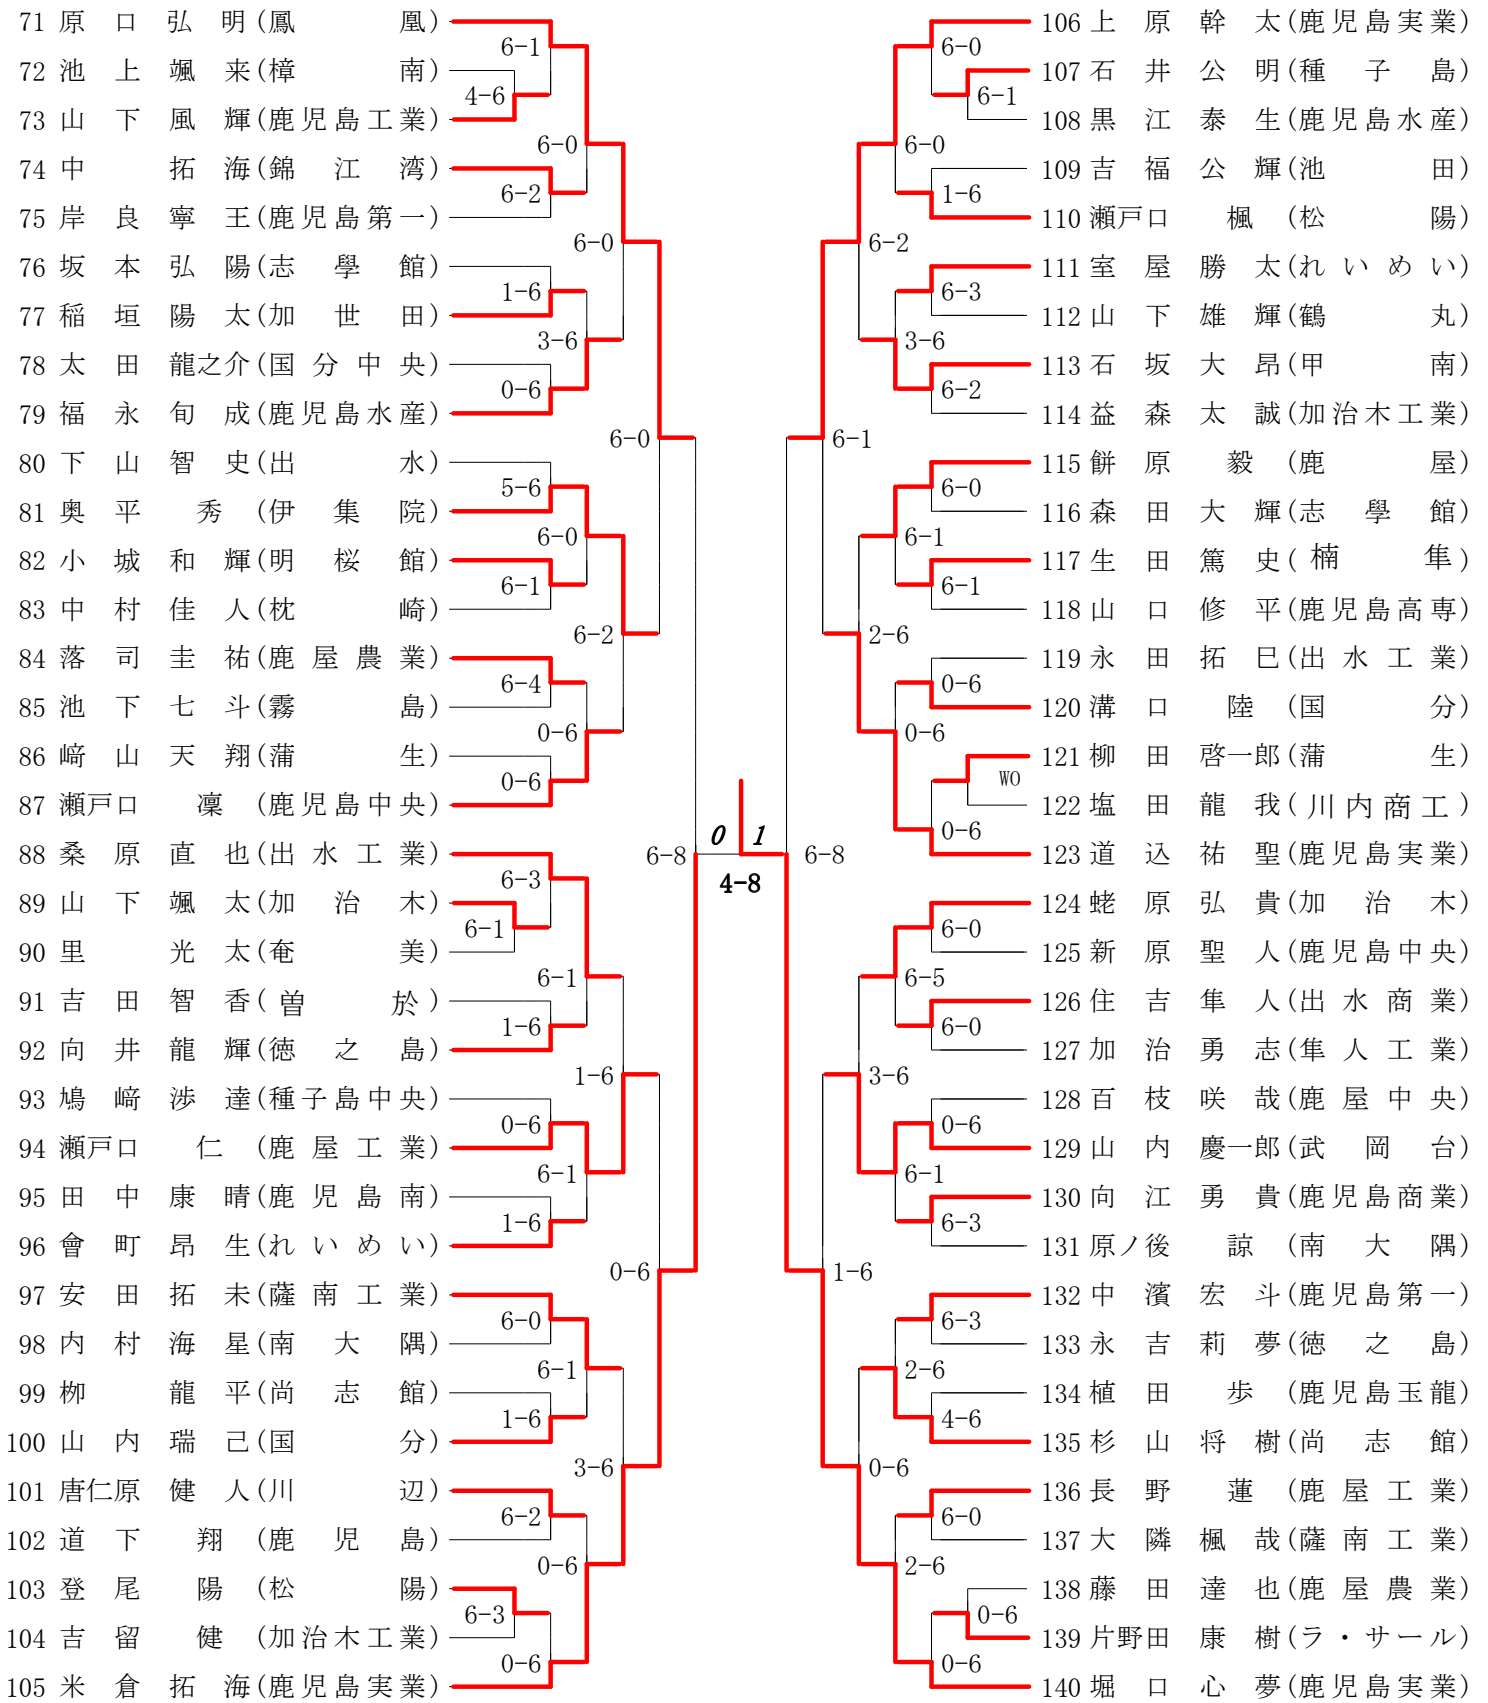 71 原口弘明(鳳凰)
72 池上颯来(樟南)
73 山下風輝(鹿児島工業)
74 中拓海(錦江湾)
75 岸良寧王(鹿児島第一)
76 坂本弘陽(志學館)
77 稲垣陽太(加世田)
78 太田龍之介(国分中央)
79 福永旬成(鹿児島水産)
80 下山智史(出水)
81 奥平秀(伊集院)
82 小城和輝(明桜館)
83 中村佳人(枕崎)
84 落司圭祐(鹿屋農業)
85 池下七斗(霧島)
86 﨑山天翔(蒲生)
87 瀬戸口凜(鹿児島中央)
88 桑原直也(出水工業)
89 山下颯太(加治木)
90 里光太(奄美)
91 吉田智香(曽於)
92 向井龍輝(徳之島)
93 鳩﨑渉達(種子島中央)
94 瀬戸口仁(鹿屋工業)
95 田中康晴(鹿児島南)
96 會町昂生(れいめい)
97 安田拓未(薩南工業)
98 内村海星(南大隅)
99 栁龍平(尚志館)
100 山内瑞己(国分)
101 唐仁原健人(川辺)
102 道下翔(鹿児島)
103 登尾陽(松陽)
104 吉留健(加治木工業)
105 米倉拓海(鹿児島実業)
6-1
4-6
6-0
6-2
6-0
1-6
3-6
0-6
6-0
5-6
6-0
6-1
6-2
6-4
0-6
0-6
6-8
6-3
6-1
6-1
1-6
1-6
0-6
6-1
1-6
0-6
6-0
6-1
1-6
3-6
6-2
0-6
6-3
0-6
0 1
4-8
106 上原幹太(鹿児島実業)
107 石井公明(種子島)
108 黒江泰生(鹿児島水産)
109 吉福公輝(池田)
110 瀬戸口楓(松陽)
111 室屋勝太(れいめい)
112 山下雄輝(鶴丸)
113 石坂大昂(甲南)
114 益森太誠(加治木工業)
115 餅原毅(鹿屋)
116 森田大輝(志學館)
117 生田篤史(楠隼)
118 山口修平(鹿児島高専)
119 永田拓巳(出水工業)
120 溝口陸(国分)
121 柳田啓一郎(蒲生)
122 塩田龍我(川内商工)
123 道込祐聖(鹿児島実業)
124 蛯原弘貴(加治木)
125 新原聖人(鹿児島中央)
126 住吉隼人(出水商業)
127 加治勇志(隼人工業)
128 百枝咲哉(鹿屋中央)
129 山内慶一郎(武岡台)
130 向江勇貴(鹿児島商業)
131 原ノ後諒(南大隅)
132 中濱宏斗(鹿児島第一)
133 永吉莉夢(徳之島)
134 植田歩(鹿児島玉龍)
135 杉山将樹(尚志館)
136 長野蓮(鹿屋工業)
137 大隣楓哉(薩南工業)
138 藤田達也(鹿屋農業)
139 片野田康樹(ラ・サール)
140 堀口心夢(鹿児島実業)
6-0
6-1
6-0
1-6
6-2
6-3
3-6
6-2
6-1
6-0
6-1
6-1
2-6
0-6
0-6
WO
0-6
6-8
6-0
6-5
6-0
3-6
0-6
6-1
6-3
1-6
6-3
2-6
4-6
0-6
6-0
2-6
0-6
0-6